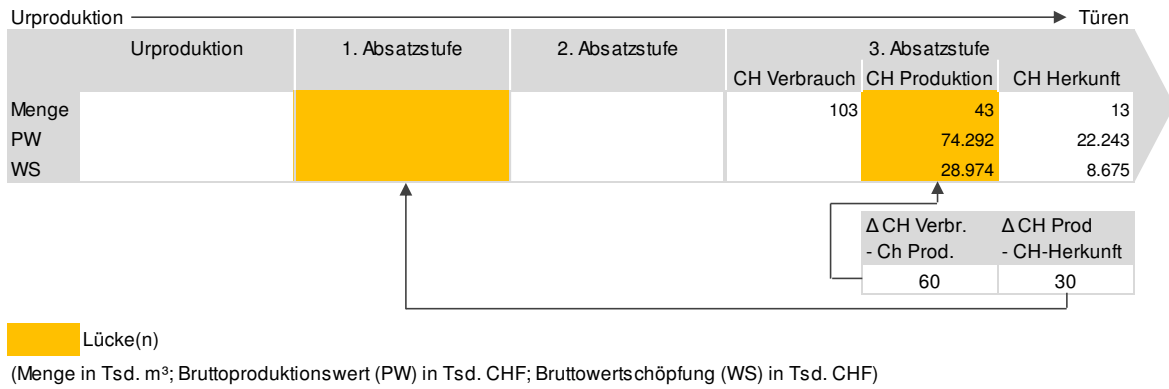 Urproduktion Türen
Urproduktion 1. Absatzstufe 2. Absatzstufe 3. Absatzstufe
CH Verbrauch CH Produktion CH Herkunft
Menge 103 43 13
PW 74.292 22.243
WS 28.974 8.675
Δ CH Verbr. Δ CH Prod
- Ch Prod. - CH-Herkunft
60 30
Lücke(n)
(Menge in Tsd. m³; Bruttoproduktionswert (PW) in Tsd. CHF; Bruttowertschöpfung (WS) in Tsd. CHF)